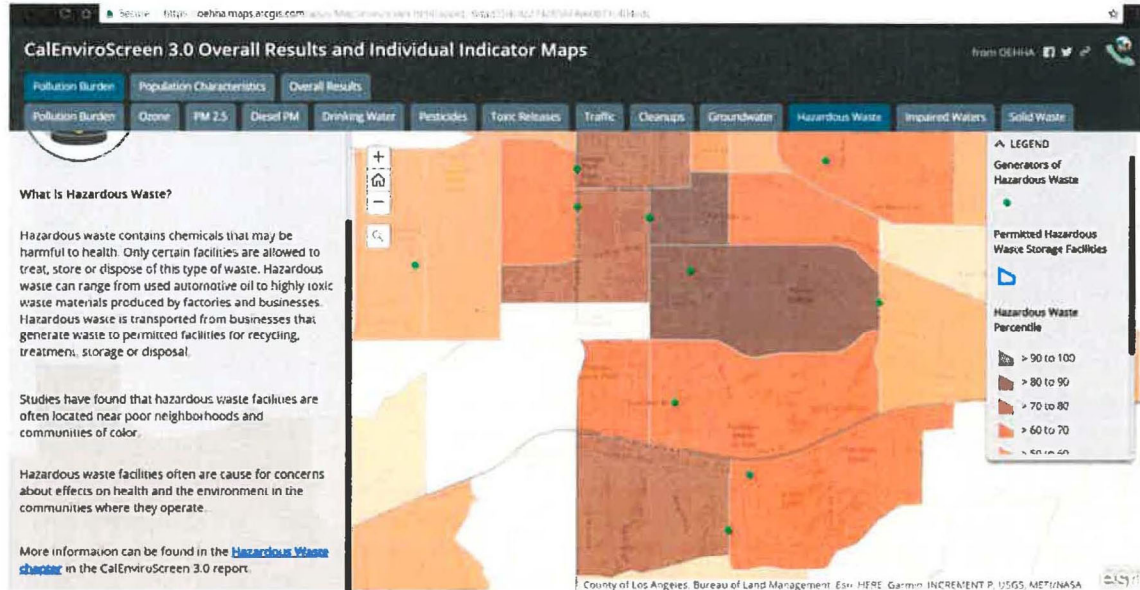 Secure https oehha.maps.arcgis.com
CalEnviroScreen 3.0 Overall Results and Individual Indicator Maps
from OEHHA
Pollution Burden Population Characteristics Overall Results
Pollution Burden Ozone PM 2.5 Diesel PM Drinking Water Pesticides Toxic Releases Traffic Cleanups Groundwater Hazardous Waste Impaired Waters Solid Waste
What Is Hazardous Waste?
Hazardous waste contains chemicals that may be
harmful to health. Only certain facilities are allowed to
treat, store or dispose of this type of waste. Hazardous
waste can range from used automotive oil to highly toxic
waste materials produced by factories and businesses.
Hazardous waste is transported from businesses that
generate waste to permitted facilities for recycling,
treatment, storage or disposal.
Studies have found that hazardous waste facilities are
often located near poor neighborhoods and
communities of color.
Hazardous waste facilities often are cause for concerns
about effects on health and the environment in the
communities where they operate.
More information can be found in the Hazardous Waste
chapter in the CalEnviroScreen 3.0 report.
LEGEND
Generators of
Hazardous Waste
Permitted Hazardous
Waste Storage Facilities
Hazardous Waste
Percentile
> 90 to 100
> 80 to 90
> 70 to 80
> 60 to 70
> 50 to 60
County of Los Angeles, Bureau of Land Management, Esri, HERE, Garmin, INCREMENT P, USGS, METI/NASA
esri